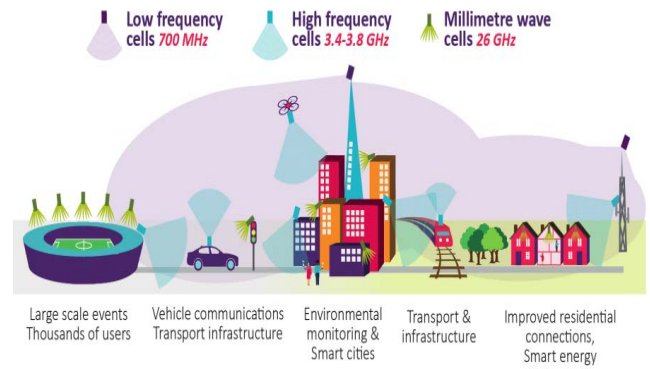 Low frequency
cells 700 MHz
High frequency
cells 3.4-3.8 GHz
Millimetre wave
cells 26 GHz
Large scale events
Thousands of users
Vehicle communications
Transport infrastructure
Environmental
monitoring &
Smart cities
Transport &
infrastructure
Improved residential
connections,
Smart energy